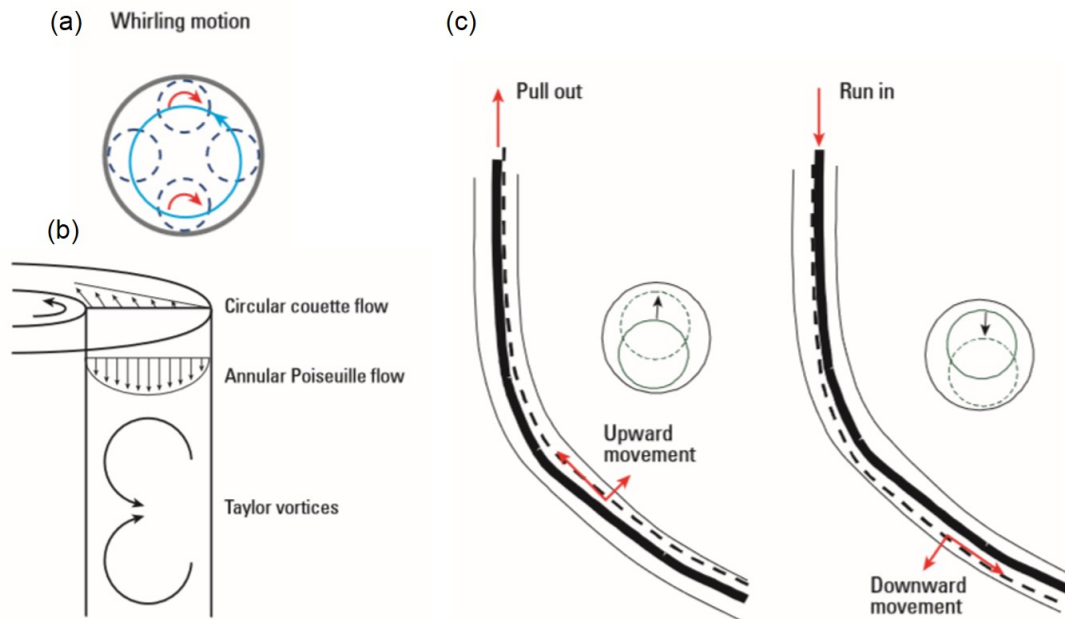 (a)
Whirling motion
(b)
Circular couette flow
Annular Poiseuille flow
Taylor vortices
(c)
Pull out
Run in
Upward
movement
Downward
movement